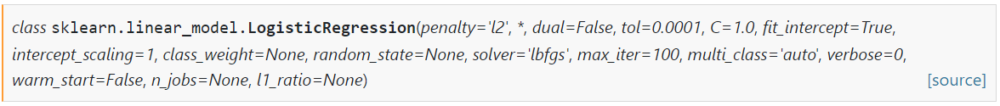 class sklearn.linear_model.LogisticRegression(penalty='l2', *, dual=False, tol=0.0001, C=1.0, fit_intercept=True,
intercept_scaling=1, class_weight=None, random_state=None, solver='lbfgs', max_iter=100, multi_class='auto', verbose=0,
warm_start=False, n_jobs=None, l1_ratio=None) [source]